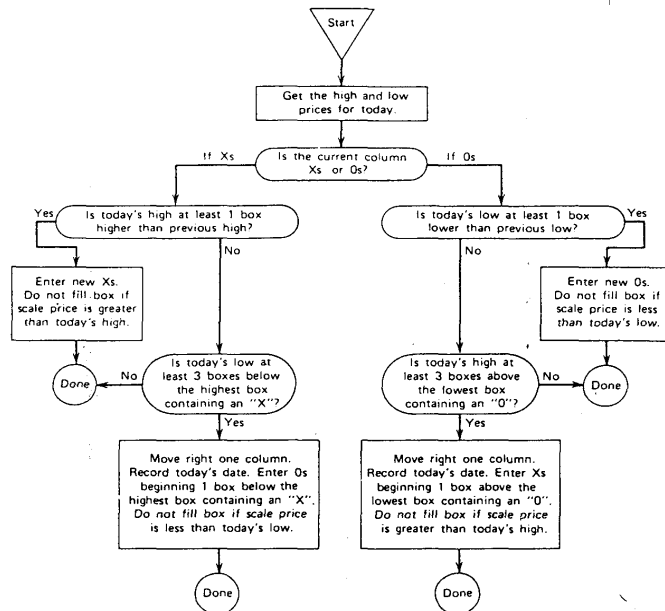 Start
Get the high and low
prices for today.
Is the current column
Xs or Os?
If Xs
If Os
Is today's high at least 1 box
higher than previous high?
Yes
No
Is today's low at least 1 box
lower than previous low?
Yes
No
Enter new Xs.
Do not fill box if
scale price is greater
than today's high.
Enter new Os.
Do not fill box if
scale price is less
than today's low.
Is today's low at
least 3 boxes below
the highest box
containing an "X"?
No
Done
Yes
Is today's high
at least 3 boxes above
the lowest box
containing an "O"?
No
Done
Yes
Move right one column.
Record today's date. Enter Os
beginning 1 box below the
highest box containing an "X".
Do not fill box if scale price
is less than today's low.
Move right one column.
Record today's date. Enter Xs
beginning 1 box above the
lowest box containing an "O".
Do not fill box if scale price
is greater than today's high.
Done
Done